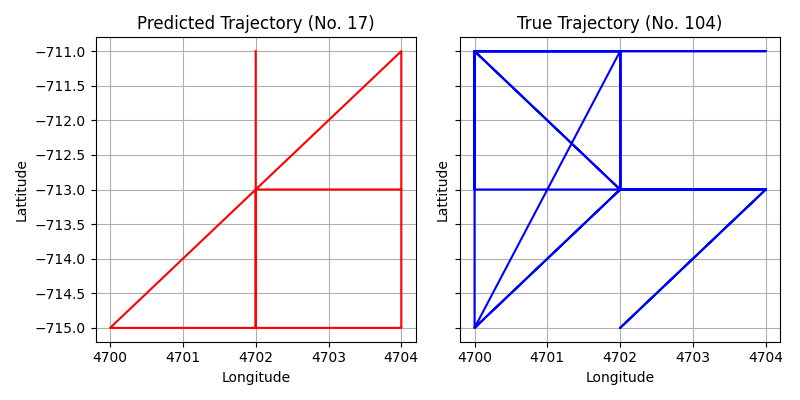 Predicted Trajectory (No. 17)
True Trajectory (No. 104)
Lattitude
−711.0
−711.5
−712.0
−712.5
−713.0
−713.5
−714.0
−714.5
−715.0
4700 4701 4702 4703 4704
Longitude
Lattitude
4700 4701 4702 4703 4704
Longitude